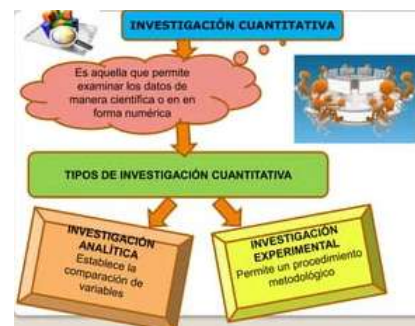 INVESTIGACIÓN CUANTITATIVA
Es aquella que permite
examinar los datos de
manera científica o en en
forma numérica
TIPOS DE INVESTIGACIÓN CUANTITATIVA
INVESTIGACIÓN
ANALÍTICA
Establece la
comparación de
variables
INVESTIGACIÓN
EXPERIMENTAL
Permite un procedimiento
metodológico